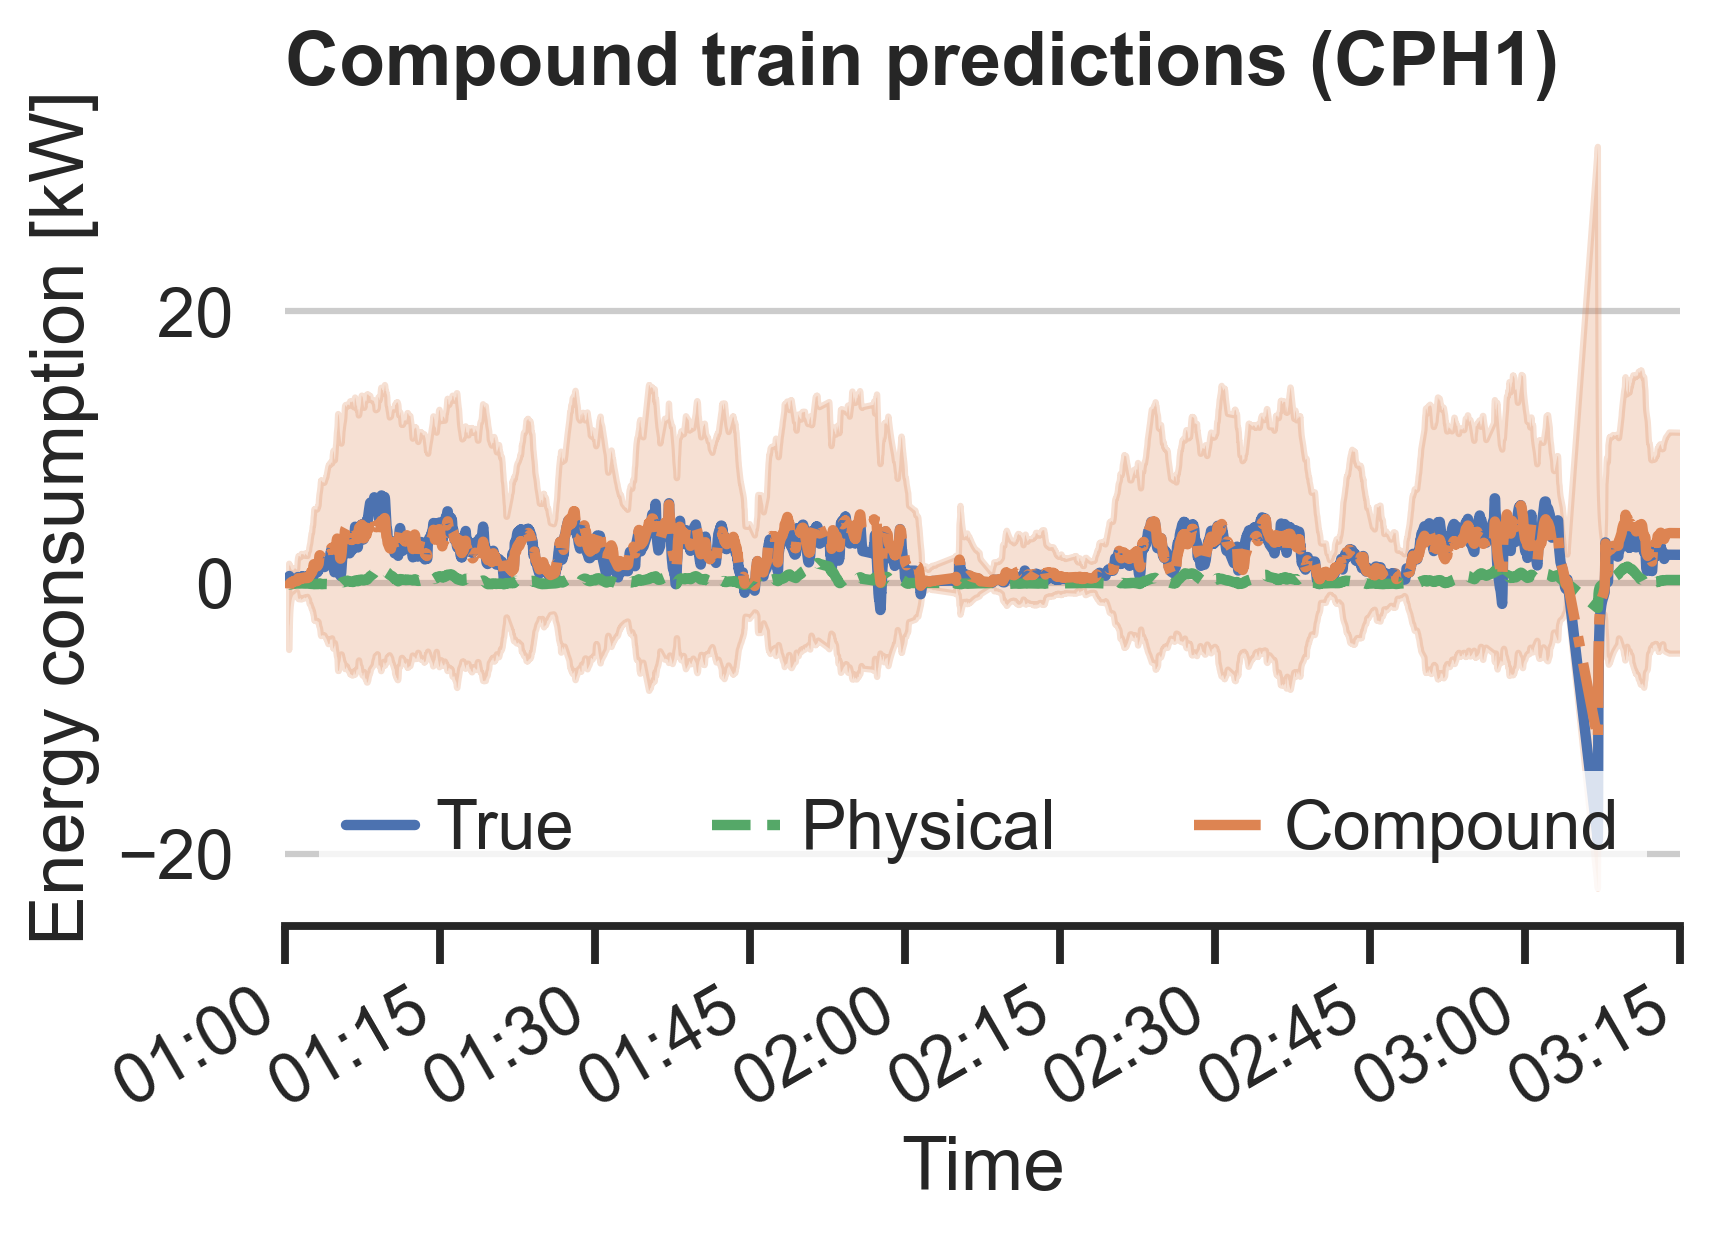 Compound train predictions (CPH1)
Energy consumption [kW]
20
0
−20
True
Physical
Compound
01:00
01:15
01:30
01:45
02:00
02:15
02:30
02:45
03:00
03:15
Time